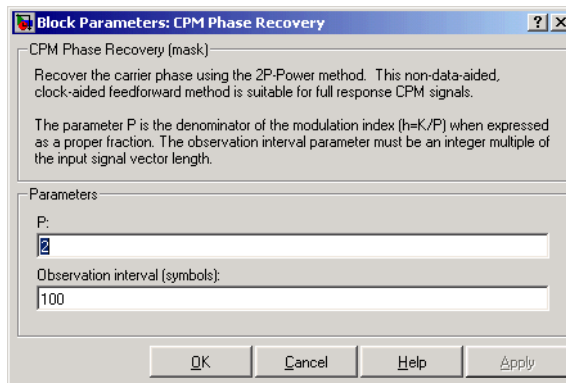 Block Parameters: CPM Phase Recovery
CPM Phase Recovery (mask)
Recover the carrier phase using the 2P-Power method. This non-data-aided,
clock-aided feedforward method is suitable for full response CPM signals.
The parameter P is the denominator of the modulation index (h=K/P) when expressed
as a proper fraction. The observation interval parameter must be an integer multiple of
the input signal vector length.
Parameters
P:
2
Observation interval (symbols):
100
OK Cancel Help Apply